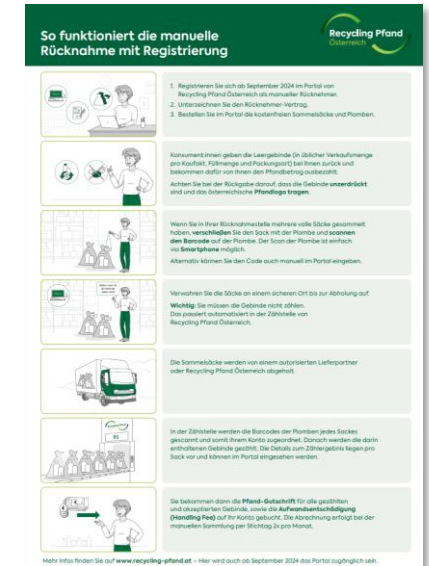 So funktioniert die manuelle
Rücknahme mit Registrierung
Recycling Pfand
Österreich
1. Registrieren Sie sich ab September 2024 im Portal von
Recycling Pfand Österreich als manueller Rücknehmer.
2. Unterzeichnen Sie den Rücknehmer-Vertrag.
3. Bestellen Sie im Portal die kostenfreien Sammelsäcke und Plomben.
Konsument:innen geben die Leergebinde (in üblicher Verkaufsmenge
pro Kaufakt, Füllmenge und Packungsart) bei Ihnen zurück und
bekommen dafür von Ihnen den Pfandbetrag ausbezahlt.
Achten Sie bei der Rückgabe darauf, dass die Gebinde unzerdrückt
sind und das österreichische Pfandlogo tragen.
Wenn Sie in Ihrer Rücknahmestelle mehrere volle Säcke gesammelt
haben, verschließen Sie den Sack mit der Plombe und scannen
den Barcode auf der Plombe. Der Scan der Plombe ist einfach
via Smartphone möglich.
Alternativ können Sie den Code auch manuell im Portal eingeben.
Verwahren Sie die Säcke an einem sicheren Ort bis zur Abholung auf.
Wichtig: Sie müssen die Gebinde nicht zählen.
Das passiert automatisiert in der Zählstelle von
Recycling Pfand Österreich.
Die Sammelsäcke werden von einem autorisierten Lieferpartner
oder Recycling Pfand Österreich abgeholt.
In der Zählstelle werden die Barcodes der Plomben jedes Sackes
gescannt und somit Ihrem Konto zugeordnet. Danach werden die darin
enthaltenen Gebinde gezählt. Die Details zum Zählergebnis liegen pro
Sack vor und können im Portal eingesehen werden.
Sie bekommen dann die Pfand-Gutschrift für alle gezählten
und akzeptierten Gebinde, sowie die Aufwandsentschädigung
(Handling Fee) auf Ihr Konto gebucht. Die Abrechnung erfolgt bei der
manuellen Sammlung per Stichtag 2x pro Monat.
Mehr Infos finden Sie auf www.recycling-pfand.at – Hier wird auch ab September 2024 das Portal zugänglich sein.